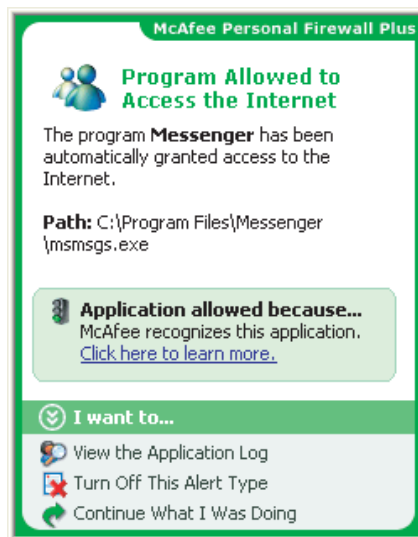 McAfee Personal Firewall Plus
Program Allowed to
Access the Internet
The program Messenger has been
automatically granted access to the
Internet.
Path: C:\Program Files\Messenger
\msmsgs.exe
Application allowed because...
McAfee recognizes this application.
Click here to learn more.
I want to...
View the Application Log
Turn Off This Alert Type
Continue What I Was Doing